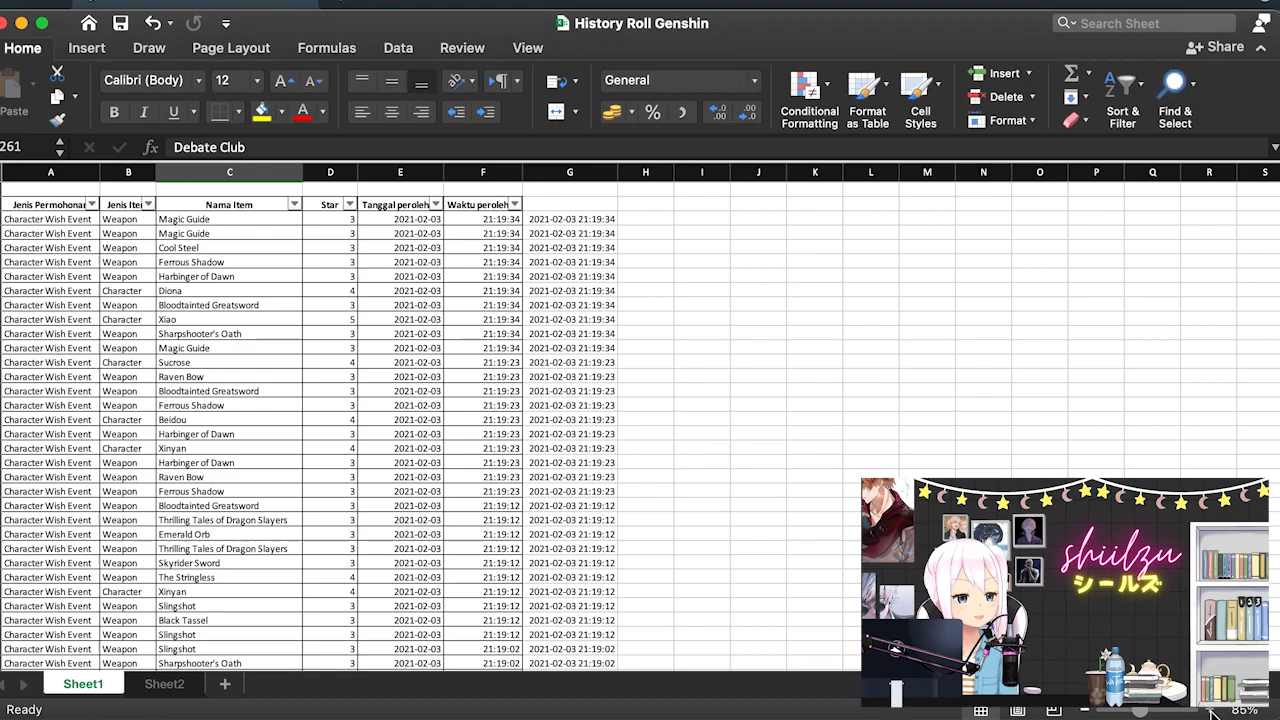 History Roll Genshin
Search Sheet
Home Insert Draw Page Layout Formulas Data Review View
Share
Paste
Calibri (Body) 12
General
Conditional Formatting
Format as Table
Cell Styles
Insert
Delete
Format
Sort & Filter
Find & Select
261
fx Debate Club
A B C D E F G H I J K L M N O P Q R S
Jenis Permohonan Jenis Iter Nama Item Star Tanggal peroleh Waktu peroleh
Character Wish Event Weapon Magic Guide 3 2021-02-03 21:19:34 2021-02-03 21:19:34
Character Wish Event Weapon Magic Guide 3 2021-02-03 21:19:34 2021-02-03 21:19:34
Character Wish Event Weapon Cool Steel 3 2021-02-03 21:19:34 2021-02-03 21:19:34
Character Wish Event Weapon Ferrous Shadow 3 2021-02-03 21:19:34 2021-02-03 21:19:34
Character Wish Event Weapon Harbinger of Dawn 3 2021-02-03 21:19:34 2021-02-03 21:19:34
Character Wish Event Character Diona 4 2021-02-03 21:19:34 2021-02-03 21:19:34
Character Wish Event Weapon Bloodtainted Greatsword 3 2021-02-03 21:19:34 2021-02-03 21:19:34
Character Wish Event Character Xiao 5 2021-02-03 21:19:34 2021-02-03 21:19:34
Character Wish Event Weapon Sharpshooter's Oath 3 2021-02-03 21:19:34 2021-02-03 21:19:34
Character Wish Event Weapon Magic Guide 3 2021-02-03 21:19:34 2021-02-03 21:19:34
Character Wish Event Character Sucrose 4 2021-02-03 21:19:23 2021-02-03 21:19:23
Character Wish Event Weapon Raven Bow 3 2021-02-03 21:19:23 2021-02-03 21:19:23
Character Wish Event Weapon Bloodtainted Greatsword 3 2021-02-03 21:19:23 2021-02-03 21:19:23
Character Wish Event Weapon Ferrous Shadow 3 2021-02-03 21:19:23 2021-02-03 21:19:23
Character Wish Event Character Beidou 4 2021-02-03 21:19:23 2021-02-03 21:19:23
Character Wish Event Weapon Harbinger of Dawn 3 2021-02-03 21:19:23 2021-02-03 21:19:23
Character Wish Event Character Xinyan 4 2021-02-03 21:19:23 2021-02-03 21:19:23
Character Wish Event Weapon Harbinger of Dawn 3 2021-02-03 21:19:23 2021-02-03 21:19:23
Character Wish Event Weapon Raven Bow 3 2021-02-03 21:19:23 2021-02-03 21:19:23
Character Wish Event Weapon Ferrous Shadow 3 2021-02-03 21:19:23 2021-02-03 21:19:23
Character Wish Event Weapon Bloodtainted Greatsword 3 2021-02-03 21:19:12 2021-02-03 21:19:12
Character Wish Event Weapon Thrilling Tales of Dragon Slayers 3 2021-02-03 21:19:12 2021-02-03 21:19:12
Character Wish Event Weapon Emerald Orb 3 2021-02-03 21:19:12 2021-02-03 21:19:12
Character Wish Event Weapon Thrilling Tales of Dragon Slayers 3 2021-02-03 21:19:12 2021-02-03 21:19:12
Character Wish Event Weapon Skyrider Sword 3 2021-02-03 21:19:12 2021-02-03 21:19:12
Character Wish Event Weapon The Stringless 4 2021-02-03 21:19:12 2021-02-03 21:19:12
Character Wish Event Character Xinyan 4 2021-02-03 21:19:12 2021-02-03 21:19:12
Character Wish Event Weapon Slingshot 3 2021-02-03 21:19:12 2021-02-03 21:19:12
Character Wish Event Weapon Black Tassel 3 2021-02-03 21:19:12 2021-02-03 21:19:12
Character Wish Event Weapon Slingshot 3 2021-02-03 21:19:12 2021-02-03 21:19:12
Character Wish Event Weapon Slingshot 3 2021-02-03 21:19:02 2021-02-03 21:19:02
Character Wish Event Weapon Sharpshooter's Oath 3 2021-02-03 21:19:02 2021-02-03 21:19:02
shiilzu
シールズ
Sheet1 Sheet2
Ready
85%